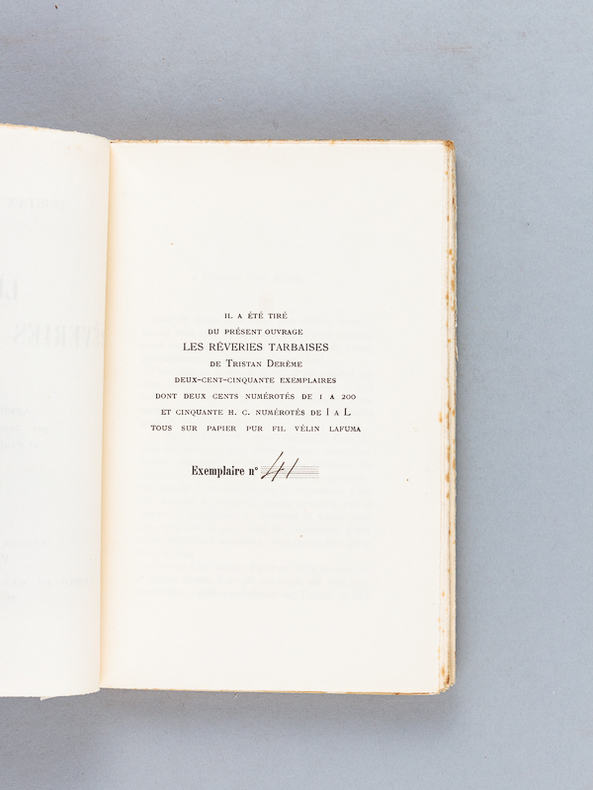 IL A ÉTÉ TIRÉ
DU PRÉSENT OUVRAGE
LES RÊVERIES TARBAISES
DE TRISTAN DERÈME
DEUX-CENT-CINQUANTE EXEMPLAIRES
DONT DEUX CENTS NUMÉROTÉS DE 1 A 200
ET CINQUANTE H. C. NUMÉROTÉS DE I A L
TOUS SUR PAPIER PUR FIL VÉLIN LAFUMA
Exemplaire n° 41